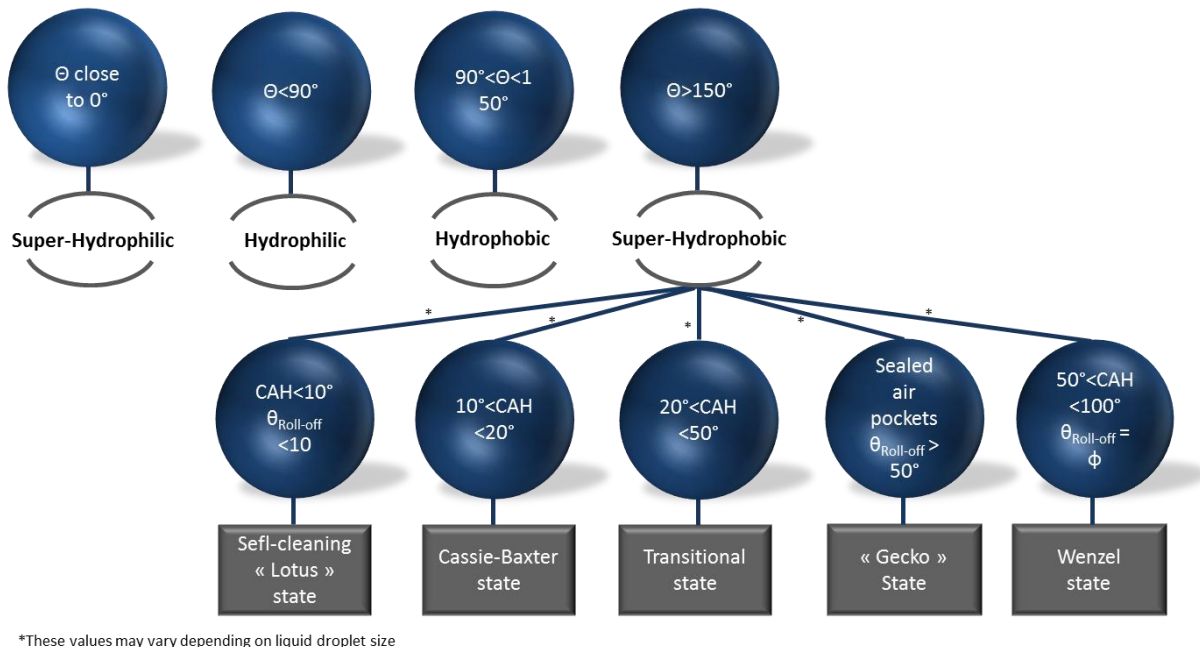 Θ close
to 0°
Θ<90°
90°<Θ<1
50°
Θ>150°
Super-Hydrophilic
Hydrophilic
Hydrophobic
Super-Hydrophobic
*
*
*
*
*
CAH<10°
θRoll-off
<10
10°<CAH
<20°
20°<CAH
<50°
Sealed
air
pockets
θRoll-off >
50°
50°<CAH
<100°
θRoll-off =
ϕ
Sefl-cleaning
« Lotus »
state
Cassie-Baxter
state
Transitional
state
« Gecko »
State
Wenzel
state
*These values may vary depending on liquid droplet size